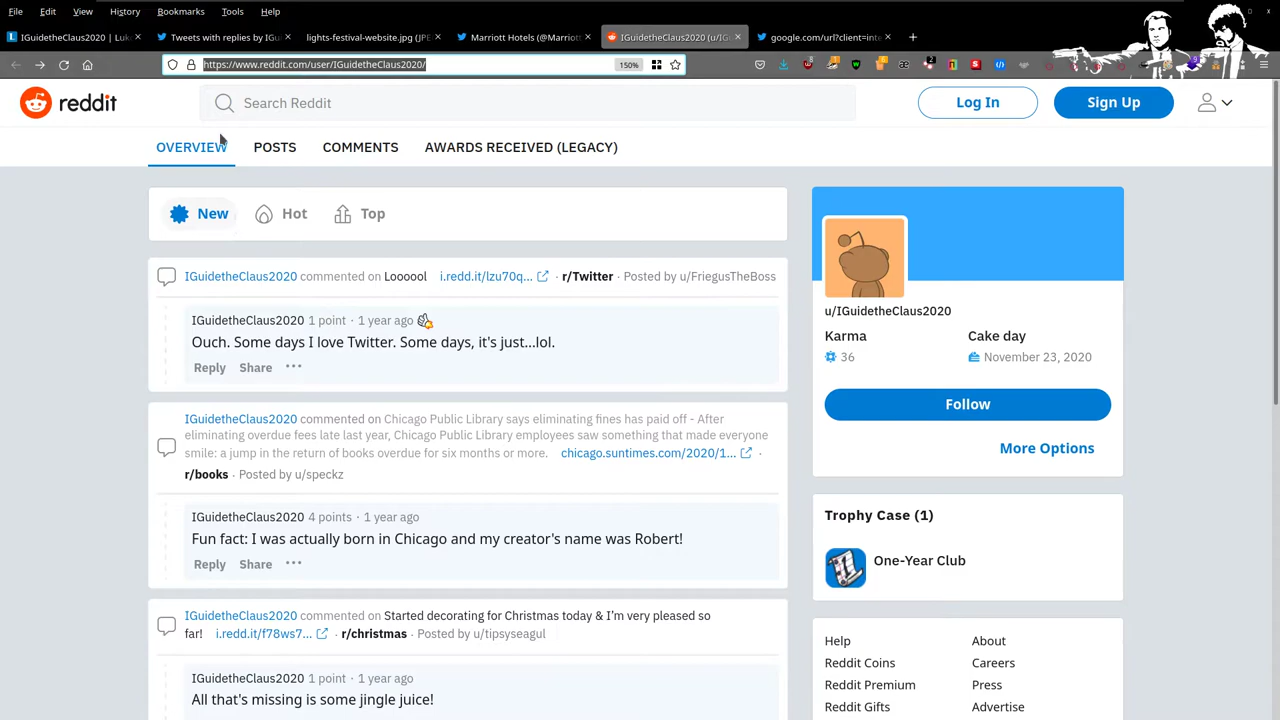 File Edit View History Bookmarks Tools Help
IGuidetheClaus2020 | Luk
Tweets with replies by IGu
lights-festival-website.jpg (JPE
Marriott Hotels (@Marriott
IGuidetheClaus2020 (u/IG
google.com/url?client=inte
https://www.reddit.com/user/IGuidetheClaus2020/
150%
reddit
Search Reddit
Log In
Sign Up
OVERVIEW POSTS COMMENTS AWARDS RECEIVED (LEGACY)
New Hot Top
IGuidetheClaus2020 commented on Loooool i.redd.it/lzu70q... · r/Twitter · Posted by u/FriegusTheBoss
IGuidetheClaus2020 1 point · 1 year ago
Ouch. Some days I love Twitter. Some days, it's just...lol.
Reply Share ...
IGuidetheClaus2020 commented on Chicago Public Library says eliminating fines has paid off - After
eliminating overdue fees late last year, Chicago Public Library employees saw something that made everyone
smile: a jump in the return of books overdue for six months or more. chicago.suntimes.com/2020/1... ·
r/books · Posted by u/speckz
IGuidetheClaus2020 4 points · 1 year ago
Fun fact: I was actually born in Chicago and my creator's name was Robert!
Reply Share ...
IGuidetheClaus2020 commented on Started decorating for Christmas today & I'm very pleased so
far! i.redd.it/f78ws7... · r/christmas · Posted by u/tipsyseagul
IGuidetheClaus2020 1 point · 1 year ago
All that's missing is some jingle juice!
u/IGuidetheClaus2020
Karma Cake day
36 November 23, 2020
Follow
More Options
Trophy Case (1)
One-Year Club
Help About
Reddit Coins Careers
Reddit Premium Press
Reddit Gifts Advertise